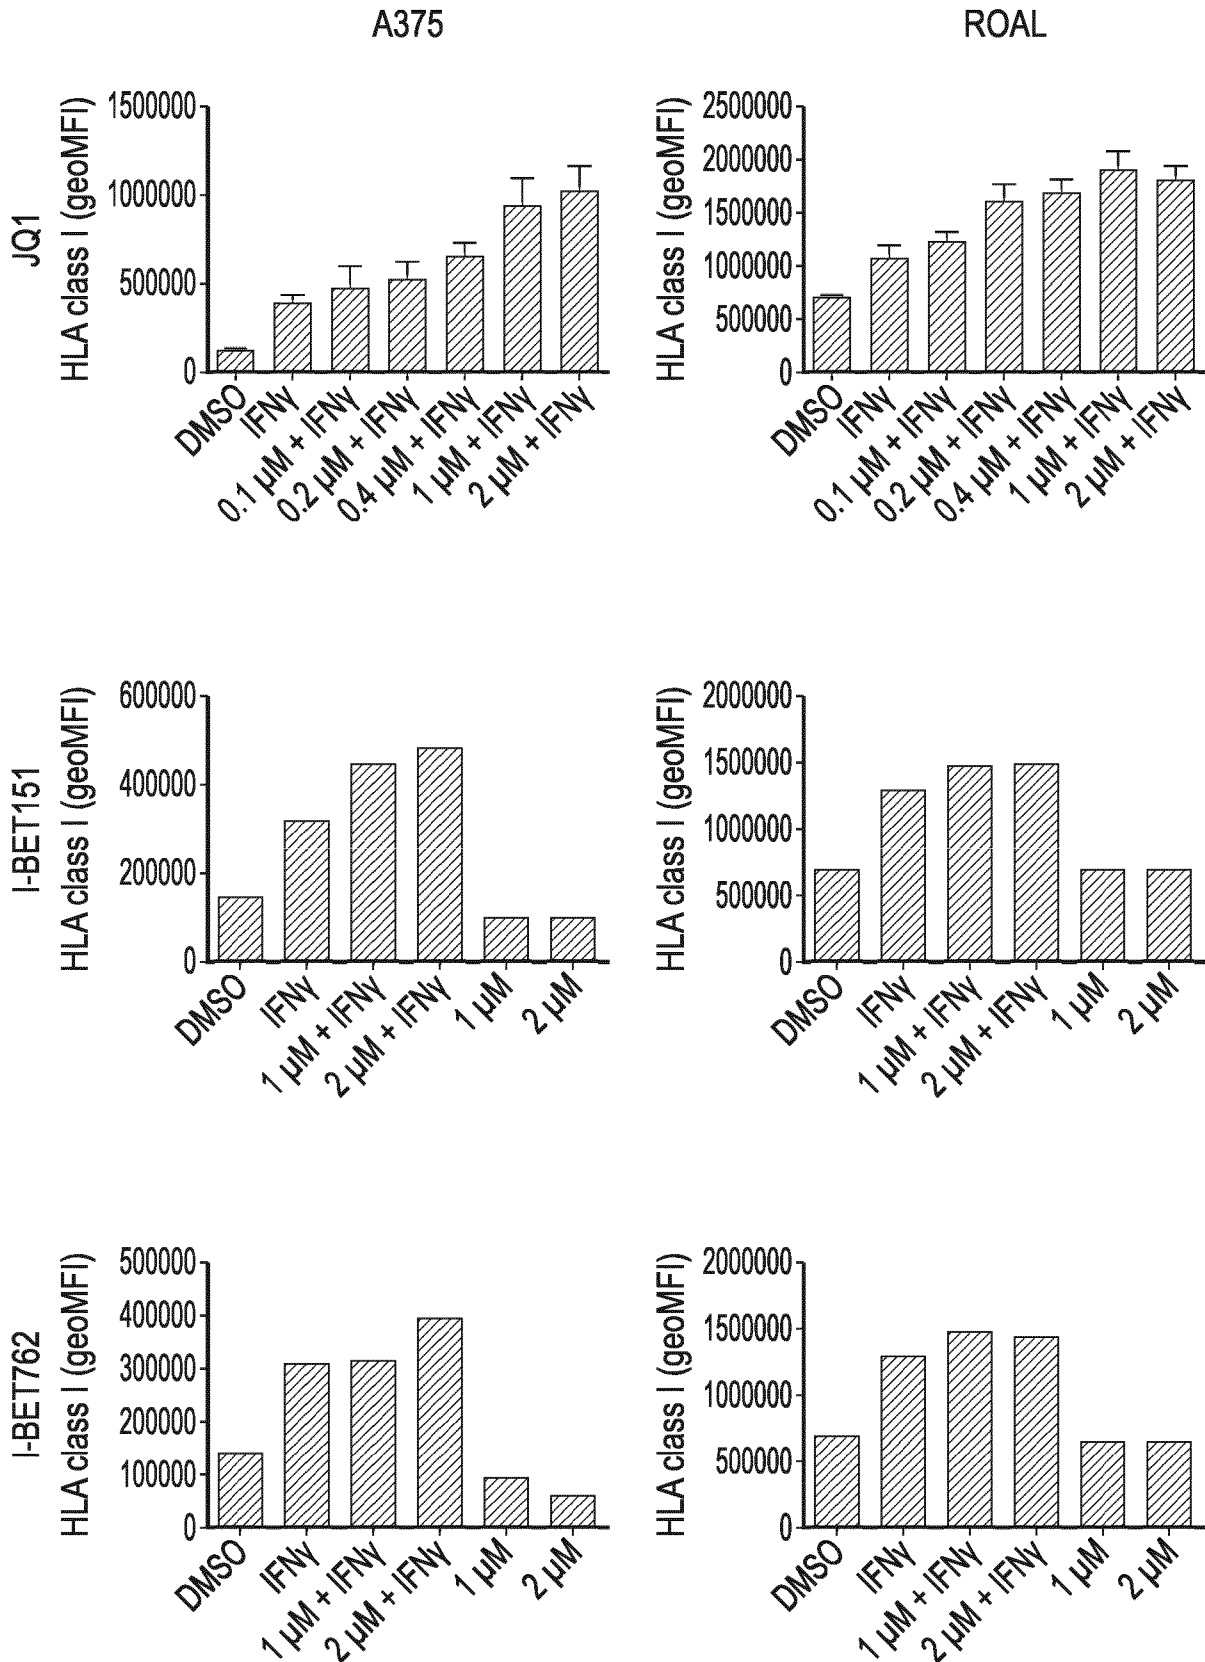 A375
ROAL
JQ1
HLA class I (geoMFI)
1500000
1000000
500000
0
DMSO
IFNγ
0.1 µM + IFNγ
0.2 µM + IFNγ
0.4 µM + IFNγ
1 µM + IFNγ
2 µM + IFNγ
HLA class I (geoMFI)
2500000
2000000
1500000
1000000
500000
0
DMSO
IFNγ
0.1 µM + IFNγ
0.2 µM + IFNγ
0.4 µM + IFNγ
1 µM + IFNγ
2 µM + IFNγ
I-BET151
HLA class I (geoMFI)
600000
400000
200000
0
DMSO
IFNγ
1 µM + IFNγ
2 µM + IFNγ
1 µM
2 µM
HLA class I (geoMFI)
2000000
1500000
1000000
500000
0
DMSO
IFNγ
1 µM + IFNγ
2 µM + IFNγ
1 µM
2 µM
I-BET762
HLA class I (geoMFI)
500000
400000
300000
200000
100000
0
DMSO
IFNγ
1 µM + IFNγ
2 µM + IFNγ
1 µM
2 µM
HLA class I (geoMFI)
2000000
1500000
1000000
500000
0
DMSO
IFNγ
1 µM + IFNγ
2 µM + IFNγ
1 µM
2 µM